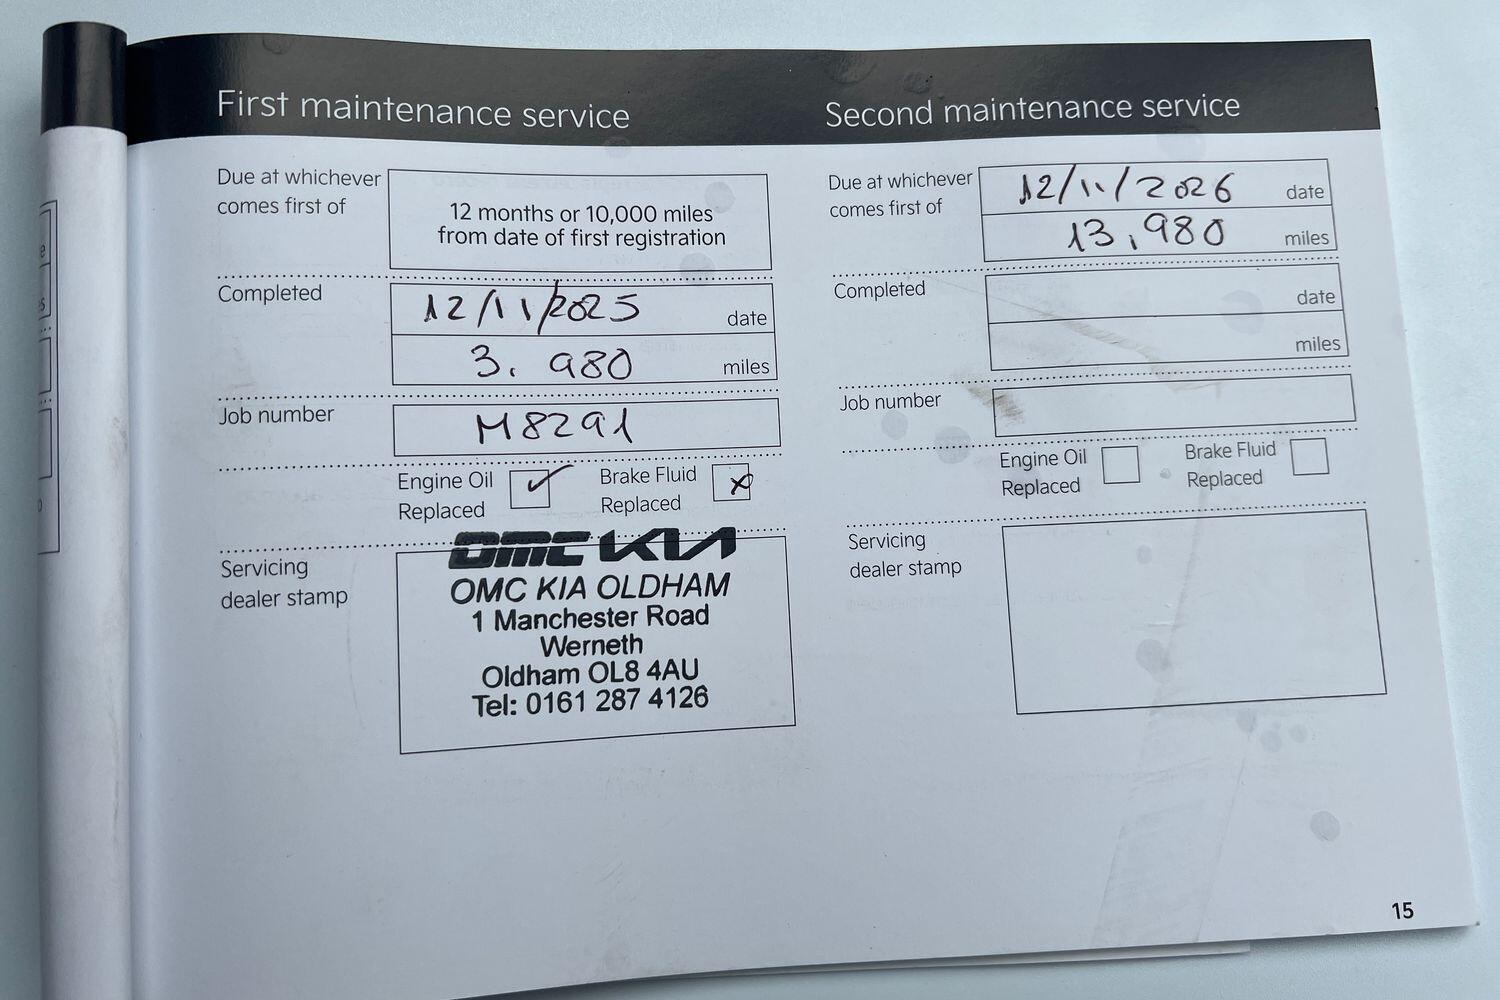 First maintenance service
Due at whichever
comes first of
12 months or 10,000 miles
from date of first registration
Completed
12/11/2025 date
3. 980 miles
Job number
M8291
Engine Oil
Replaced
Brake Fluid
Replaced
Servicing
dealer stamp
OMC KIA
OMC KIA OLDHAM
1 Manchester Road
Werneth
Oldham OL8 4AU
Tel: 0161 287 4126
Second maintenance service
Due at whichever
comes first of
12/11/2026 date
13,980 miles
Completed
date
miles
Job number
Engine Oil
Replaced
Brake Fluid
Replaced
Servicing
dealer stamp
15